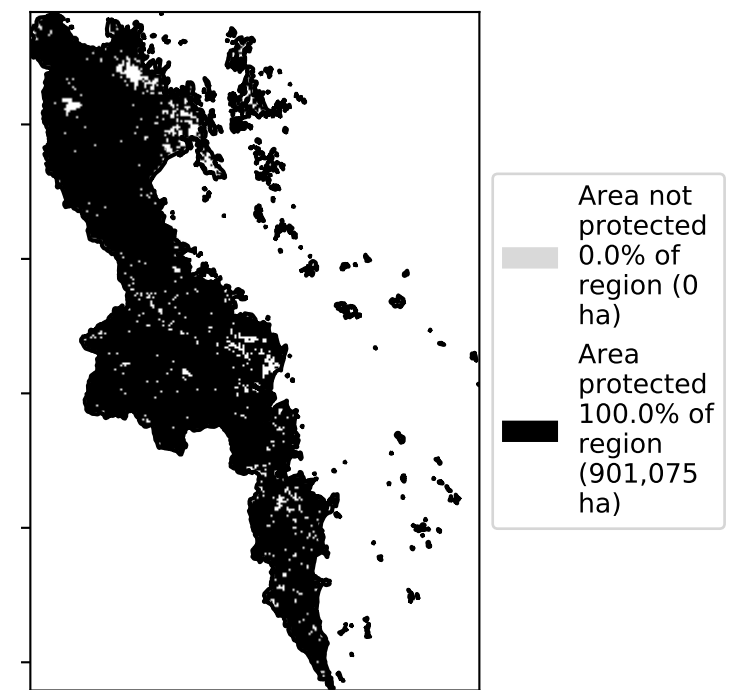 Area not
protected
0.0% of
region (0
ha)
Area
protected
100.0% of
region
(901,075
ha)